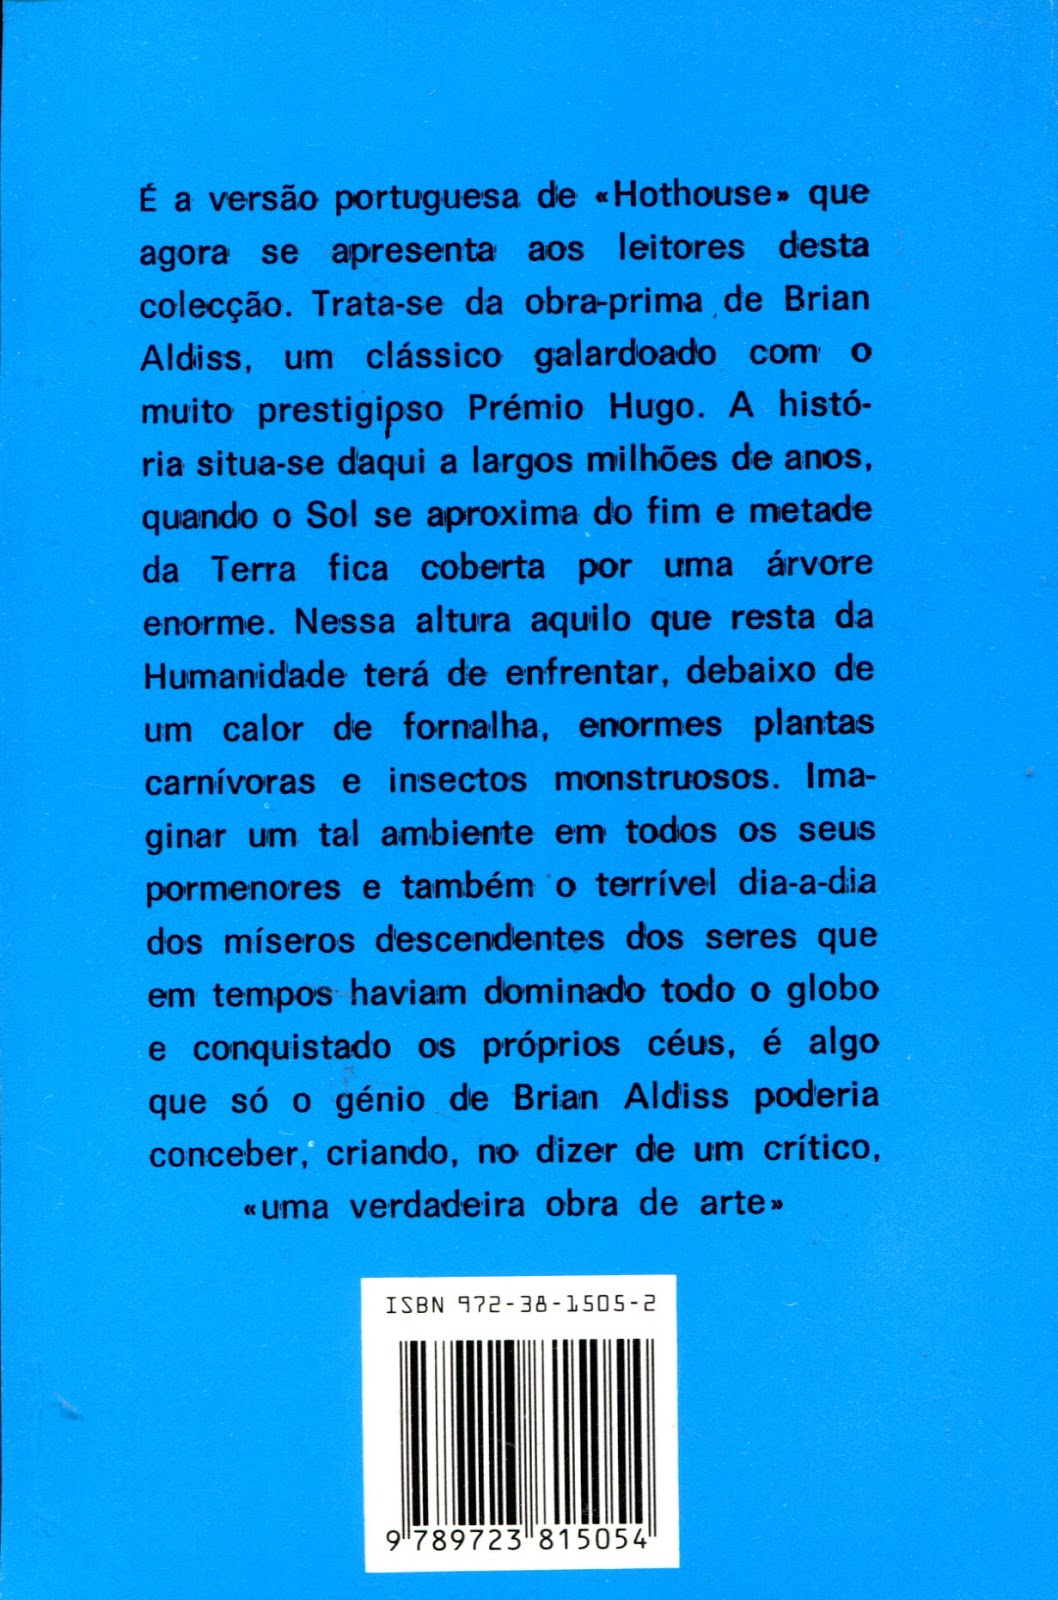 É a versão portuguesa de «Hothouse» que
agora se apresenta aos leitores desta
colecção. Trata-se da obra-prima de Brian
Aldiss, um clássico galardoado com o
muito prestigioso Prémio Hugo. A histó-
ria situa-se daqui a largos milhões de anos,
quando o Sol se aproxima do fim e metade
da Terra fica coberta por uma árvore
enorme. Nessa altura aquilo que resta da
Humanidade terá de enfrentar, debaixo de
um calor de fornalha, enormes plantas
carnívoras e insectos monstruosos. Ima-
ginar um tal ambiente em todos os seus
pormenores e também o terrível dia-a-dia
dos míseros descendentes dos seres que
em tempos haviam dominado todo o globo
e conquistado os próprios céus, é algo
que só o génio de Brian Aldiss poderia
conceber, criando, no dizer de um crítico,
«uma verdadeira obra de arte»
ISBN 972-38-1505-2
9 789723 815054